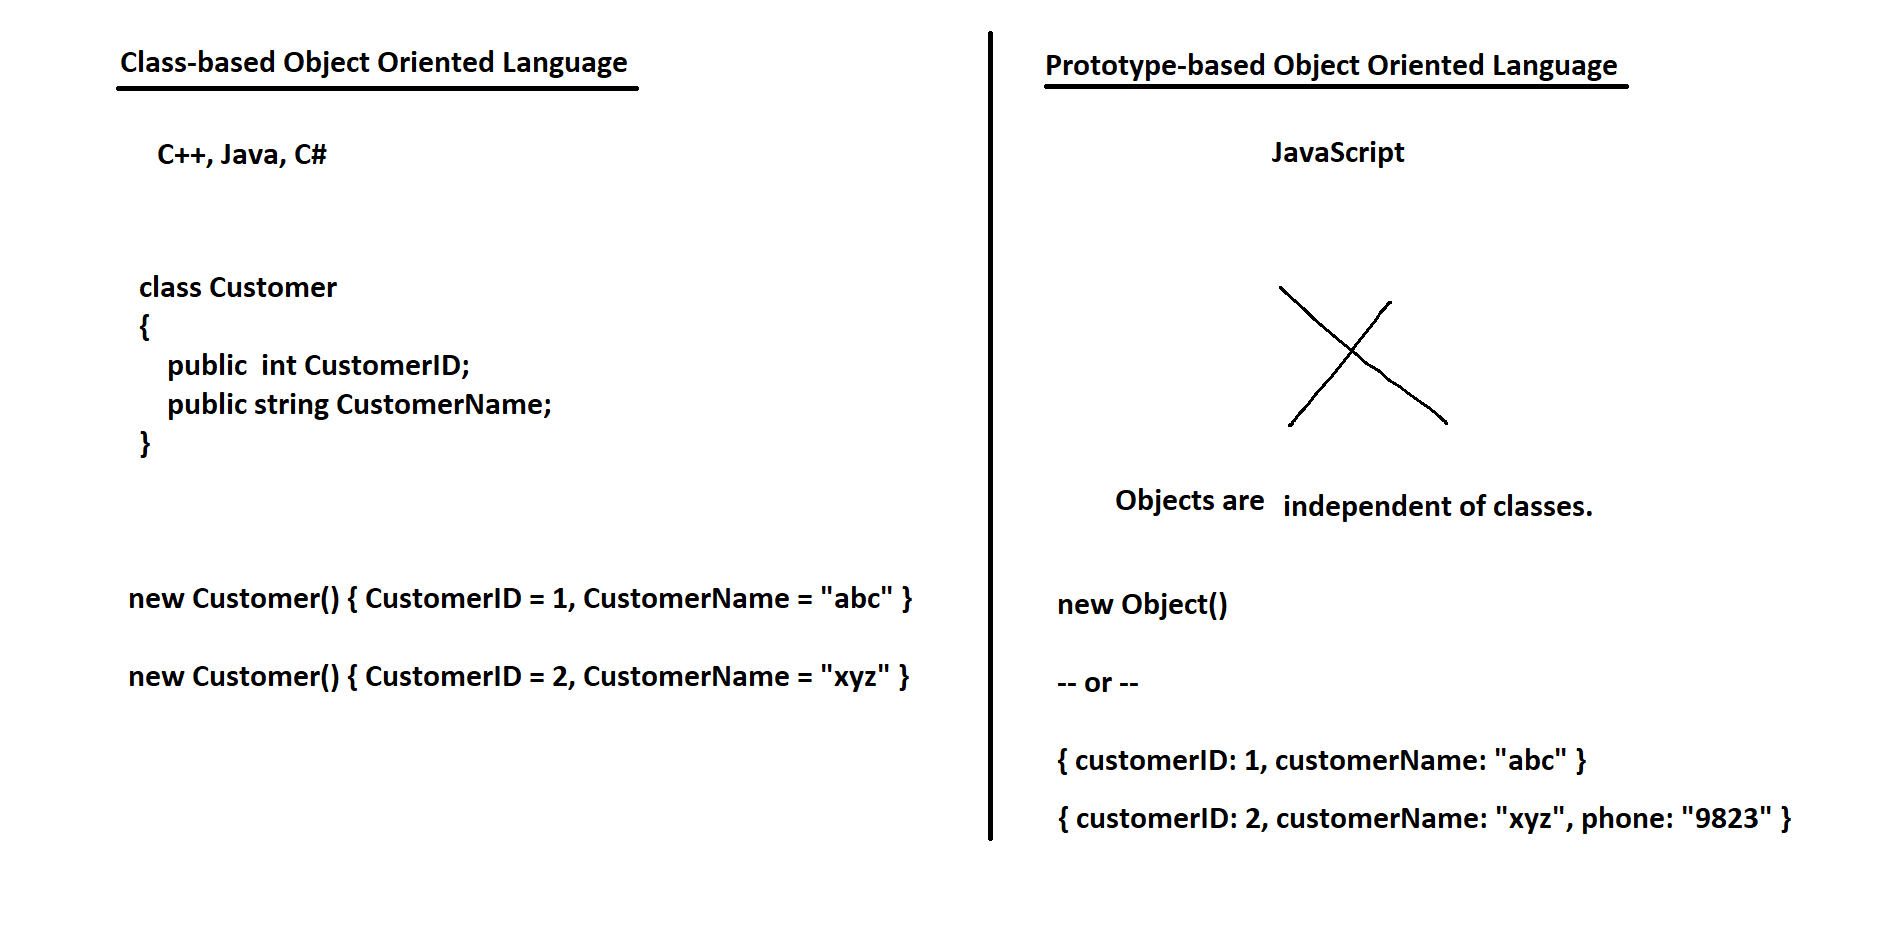 Class-based Object Oriented Language
C++, Java, C#
class Customer
{
public  int CustomerID;
public string CustomerName;
}
new Customer() { CustomerID = 1, CustomerName = "abc" }
new Customer() { CustomerID = 2, CustomerName = "xyz" }
Prototype-based Object Oriented Language
JavaScript
Objects are independent of classes.
new Object()
-- or --
{ customerID: 1, customerName: "abc" }
{ customerID: 2, customerName: "xyz", phone: "9823" }